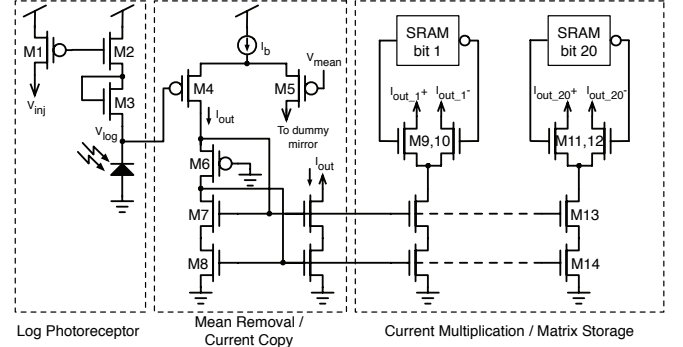 M1
M2
M3
V_inj
V_log
I_b
V_mean
M4
M5
I_out
To dummy
mirror
M6
I_out
M7
M8
SRAM
bit 1
SRAM
bit 20
I_out_1+
I_out_1-
I_out_20+
I_out_20-
M9,10
M11,12
M13
M14
Log Photoreceptor
Mean Removal /
Current Copy
Current Multiplication / Matrix Storage